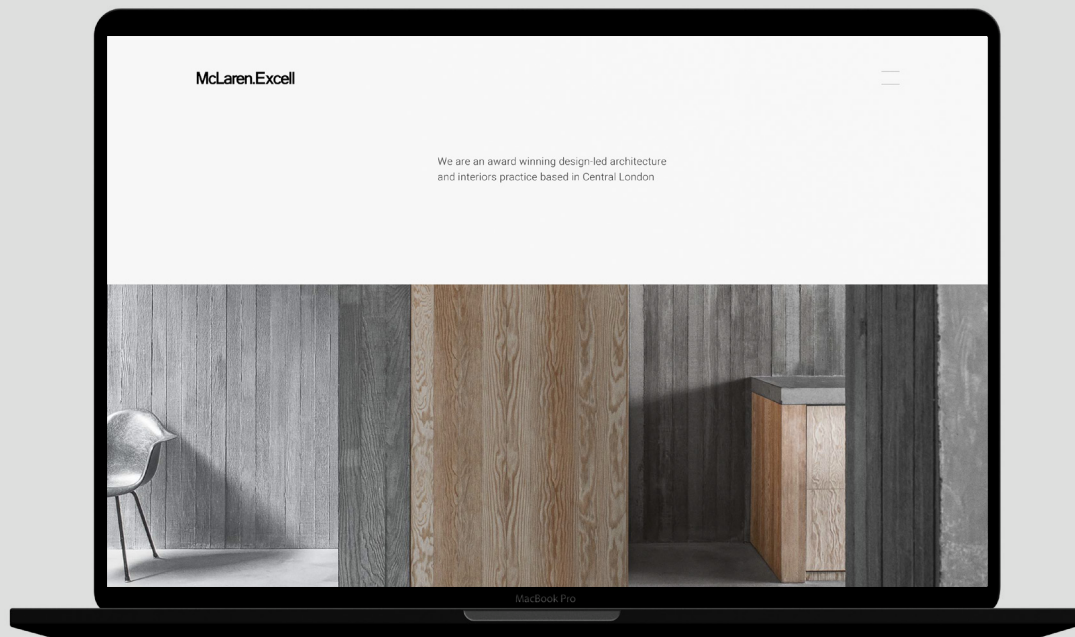 McLaren.Excell
We are an award winning design-led architecture
and interiors practice based in Central London
MacBook Pro